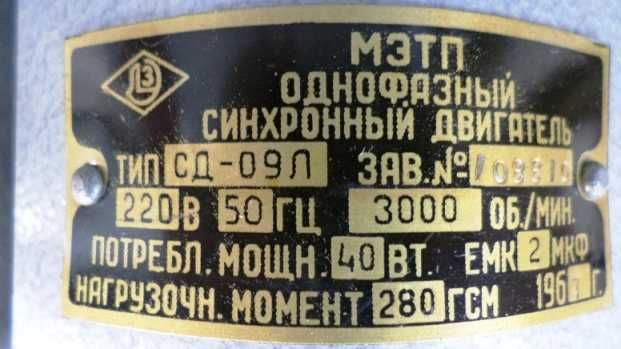 МЭТП
ОДНОФАЗНЫЙ
СИНХРОННЫЙ ДВИГАТЕЛЬ
ТИП СД-09Л ЗАВ.№
220 В 50 ГЦ 3000 ОБ./МИН.
ПОТРЕБЛ. МОЩН. 40 ВТ. ЕМК 2 МКФ
НАГРУЗОЧН. МОМЕНТ 280 ГСМ Г.